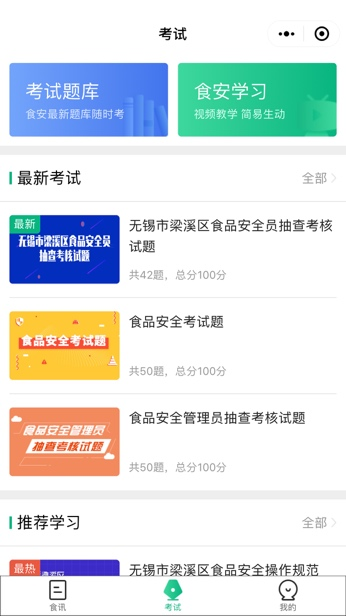 考试
考试题库
食安最新题库随时考
食安学习
视频教学 简易生动
最新考试
全部
最新
无锡市梁溪区食品安全员
抽查考核试题
无锡市梁溪区食品安全员抽查考核
试题
共42题，总分100分
食品安全考试题
食品安全考试题
共50题，总分100分
食品安全管理员
抽查考核试题
食品安全管理员抽查考核试题
共50题，总分100分
推荐学习
全部
最热
无锡市梁溪区食品安全操作规范
食讯
考试
我的